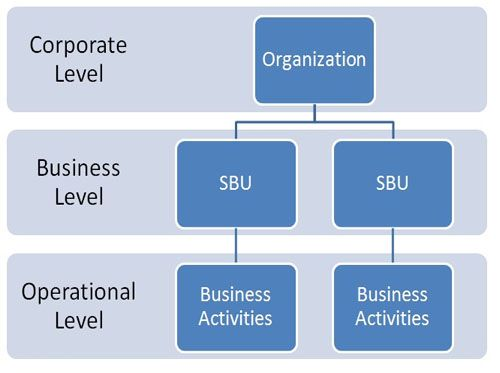 Corporate
Level
Organization
Business
Level
SBU
SBU
Operational
Level
Business
Activities
Business
Activities